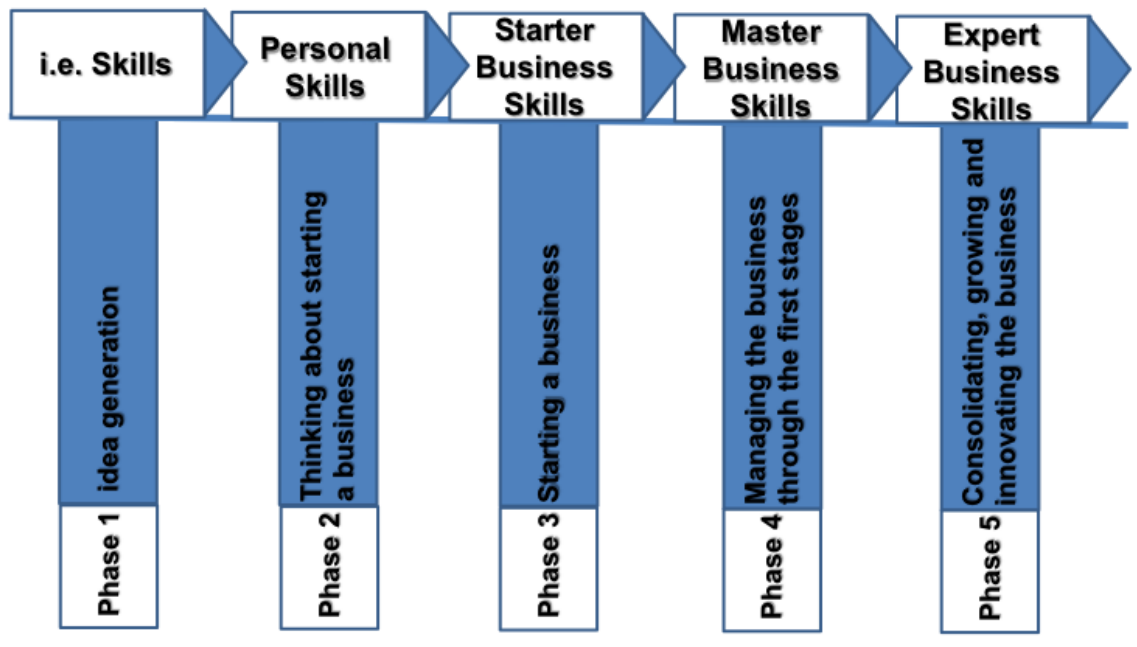 i.e. Skills
Personal
Skills
Starter
Business
Skills
Master
Business
Skills
Expert
Business
Skills
idea generation
Thinking about starting
a business
Starting a business
Managing the business
through the first stages
Consolidating, growing and
innovating the business
Phase 1
Phase 2
Phase 3
Phase 4
Phase 5